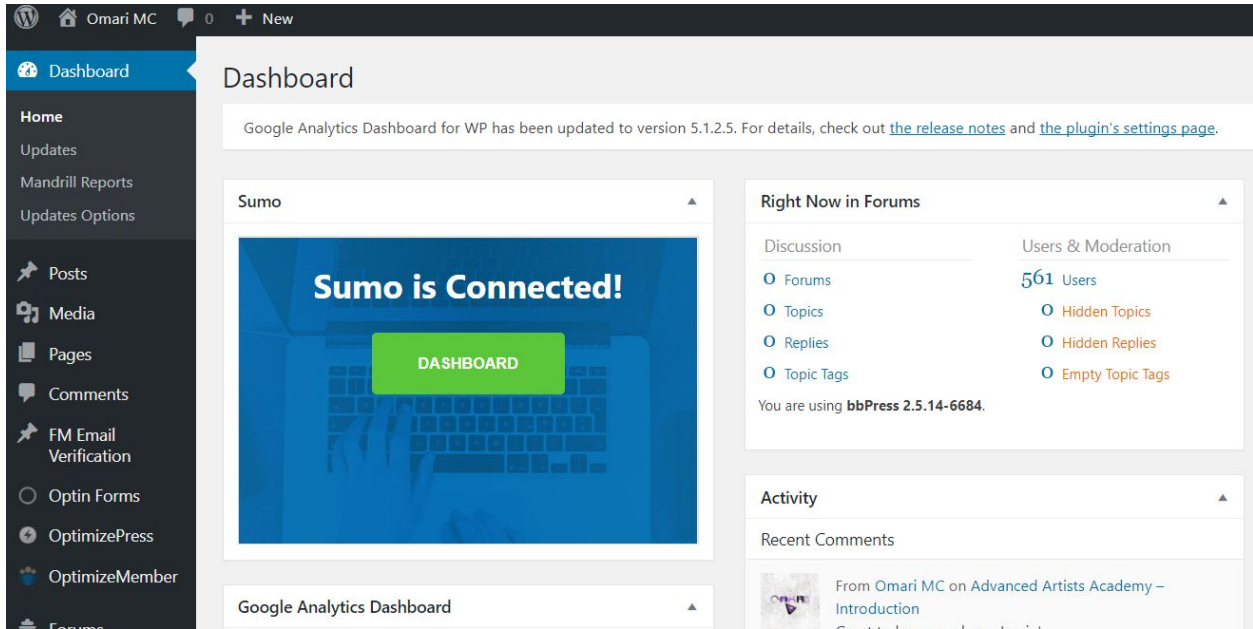 Omari MC 0 New
Dashboard
Home
Updates
Mandrill Reports
Updates Options
Posts
Media
Pages
Comments
FM Email
Verification
Optin Forms
OptimizePress
OptimizeMember
Forums
Dashboard
Google Analytics Dashboard for WP has been updated to version 5.1.2.5. For details, check out the release notes and the plugin's settings page.
Sumo
Sumo is Connected!
DASHBOARD
Google Analytics Dashboard
Right Now in Forums
Discussion
0 Forums
0 Topics
0 Replies
0 Topic Tags
Users & Moderation
561 Users
0 Hidden Topics
0 Hidden Replies
0 Empty Topic Tags
You are using bbPress 2.5.14-6684.
Activity
Recent Comments
OMARI
From Omari MC on Advanced Artists Academy –
Introduction